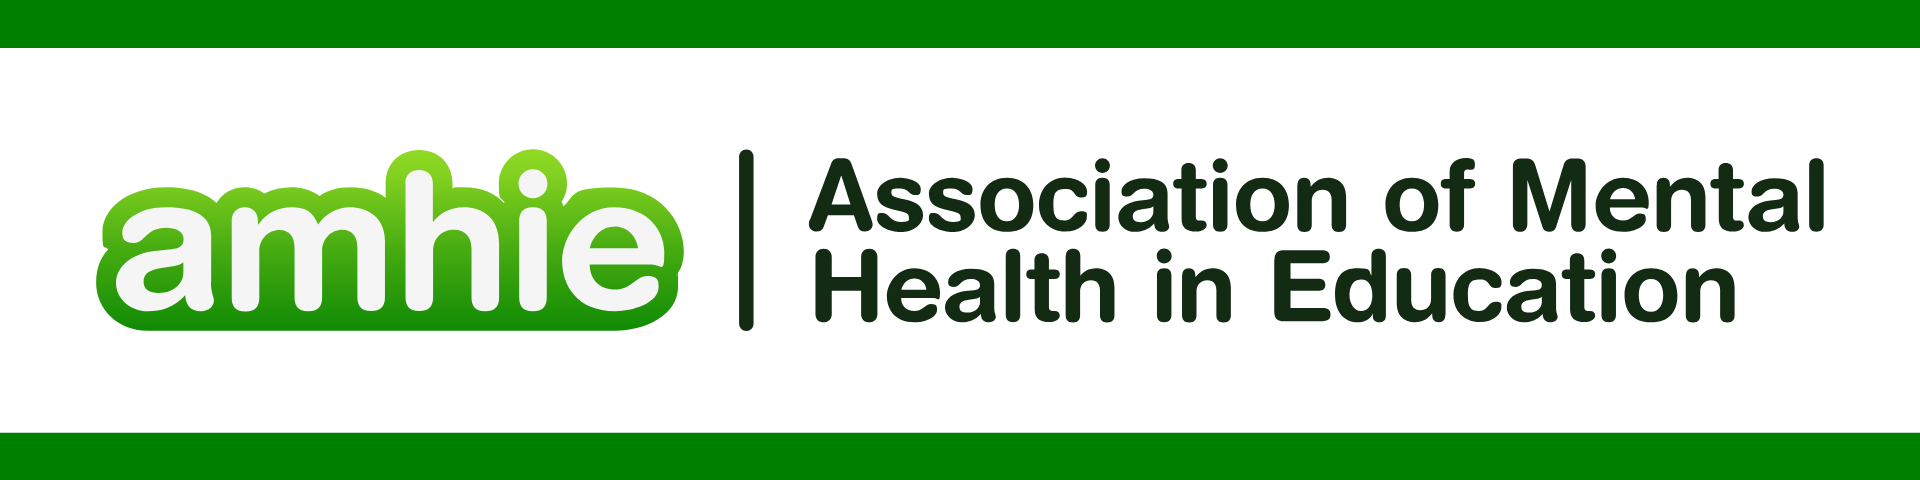 amhie
Association of Mental
Health in Education